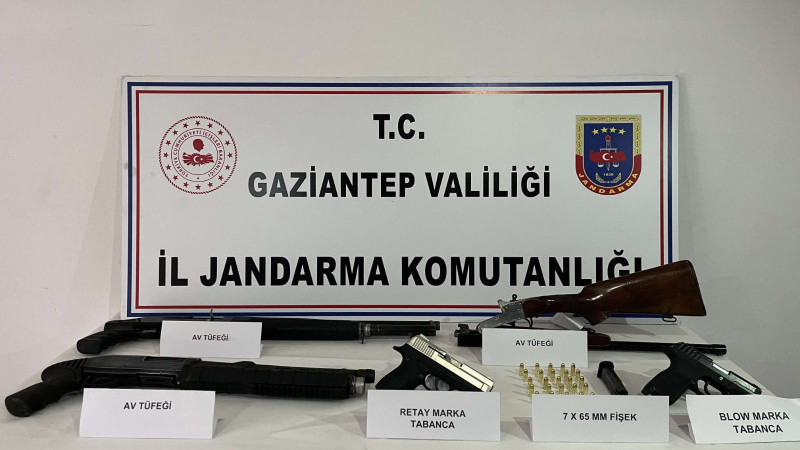 T.C.
GAZİANTEP VALİLİĞİ
İL JANDARMA KOMUTANLIĞI
JANDARMA
AV TÜFEĞİ
AV TÜFEĞİ
AV TÜFEĞİ
RETAY MARKA
TABANCA
7 X 65 MM FİŞEK
BLOW MARKA
TABANCA